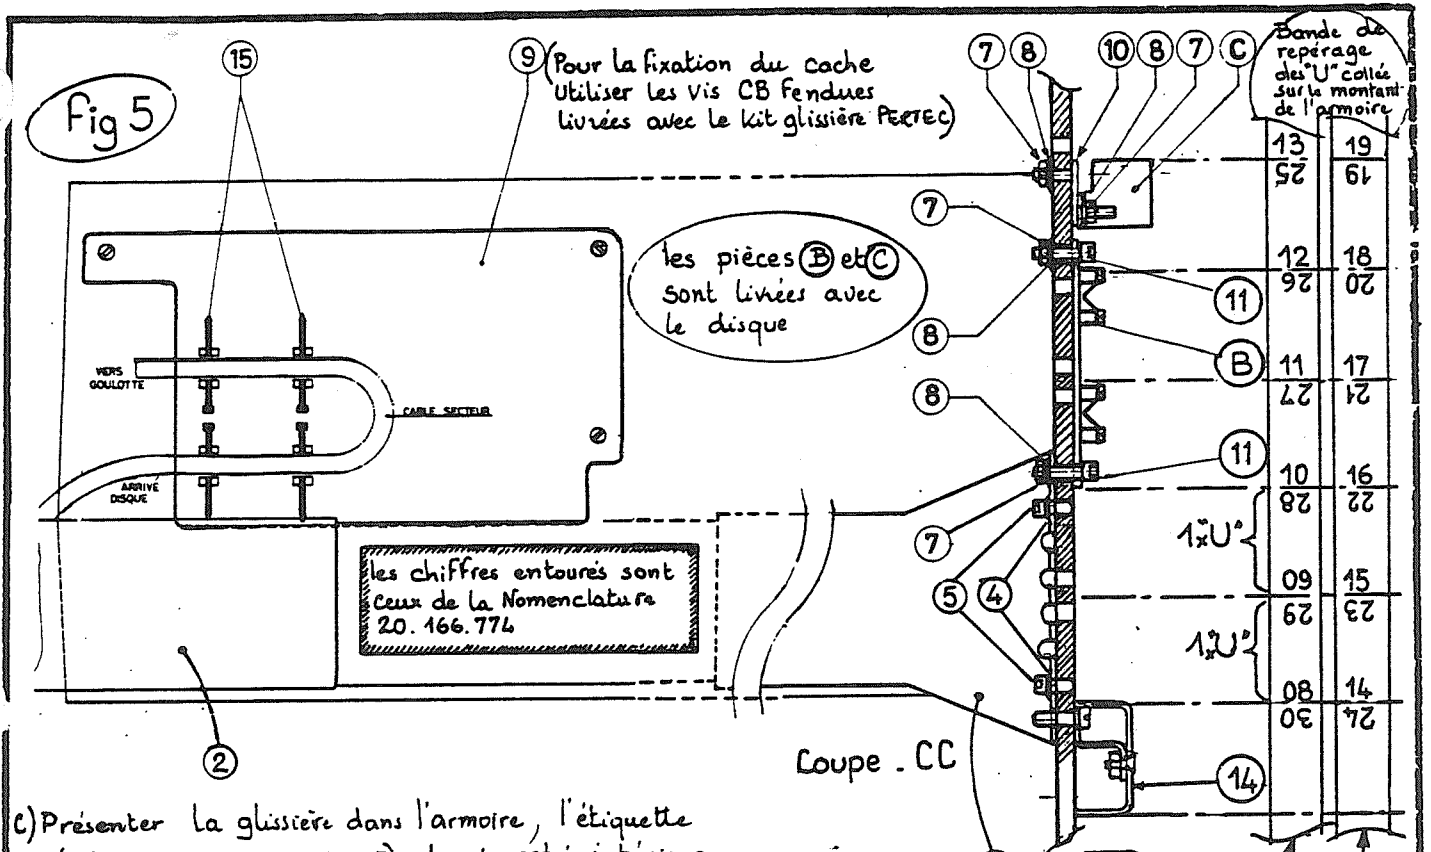 Fig 5
15
9 (Pour la fixation du cache
Utiliser les Vis CB Fendues
livrées avec le kit glissière PERTEC)
7 8 10 8 7 C
Bande de
repérage
des "U" collée
sur le montant
de l'armoire
13 19
25 19
7
les pièces B et C
sont livrées avec
le disque
12 18
26 20
11
8
B
11 17
27 21
8
VERS
GOULOTTE
CABLE SECTEUR
11
10 16
28 22
ARRIVE
DISQUE
7
1x"U"
les chiffres entourés sont
ceux de la Nomenclature
20.166.774
5 4
09 15
29 23
1x"U"
08 14
30 24
2
Coupe.CC
14
C) Présenter la glissière dans l'armoire, l'étiquette